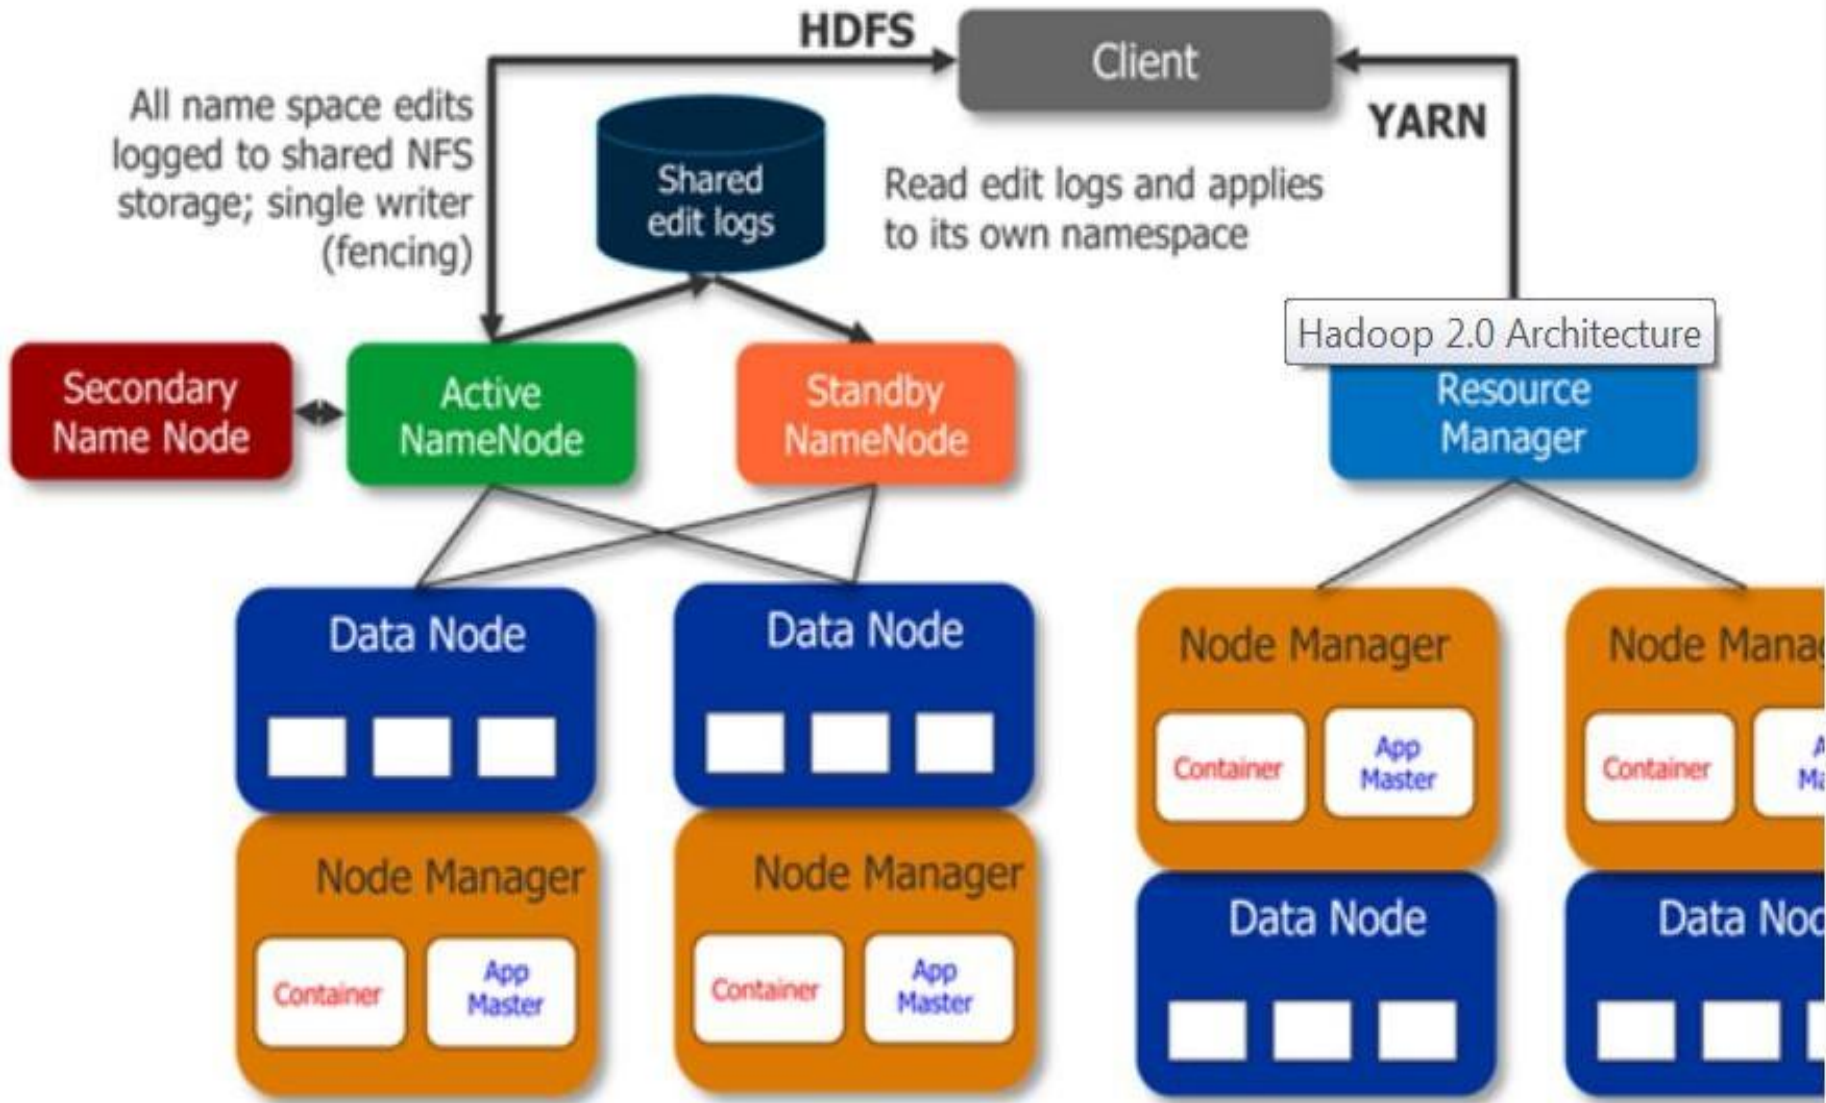 HDFS
Client
YARN
All name space edits
logged to shared NFS
storage; single writer
(fencing)
Shared
edit logs
Read edit logs and applies
to its own namespace
Hadoop 2.0 Architecture
Secondary
Name Node
Active
NameNode
Standby
NameNode
Resource
Manager
Data Node
Data Node
Node Manager
Container
App
Master
Node Mana
Container
Node Manager
Container
App
Master
Node Manager
Container
App
Master
Data Node
Data